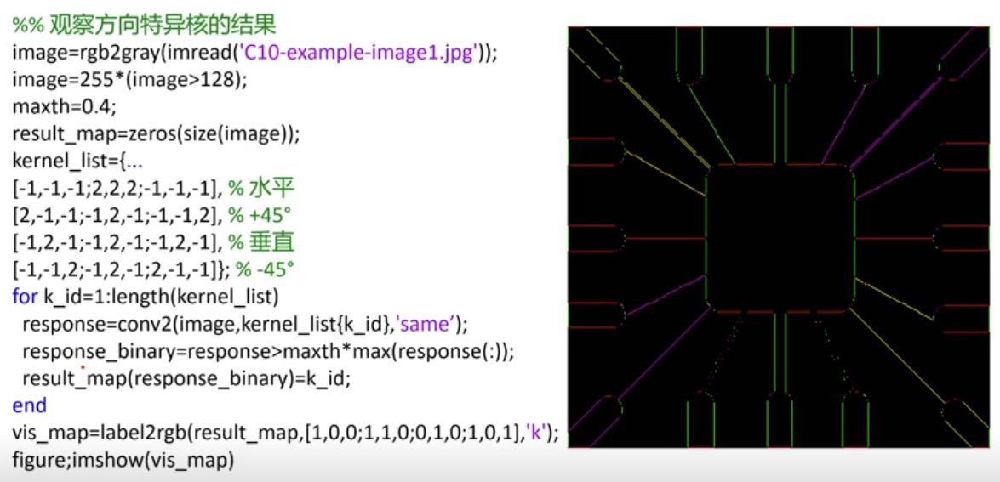 %% 观察方向特异核的结果
image=rgb2gray(imread('C10-example-image1.jpg'));
image=255*(image>128);
maxth=0.4;
result_map=zeros(size(image));
kernel_list={...
[-1,-1,-1;2,2,2;-1,-1,-1], % 水平
[2,-1,-1;-1,2,-1;-1,-1,2], % +45°
[-1,2,-1;-1,2,-1;-1,2,-1], % 垂直
[-1,-1,2;-1,2,-1;2,-1,-1]}; % -45°
for k_id=1:length(kernel_list)
response=conv2(image,kernel_list{k_id},'same’);
response_binary=response>maxth*max(response(:));
result_map(response_binary)=k_id;
end
vis_map=label2rgb(result_map,[1,0,0;1,1,0;0,1,0;1,0,1],'k');
figure;imshow(vis_map)